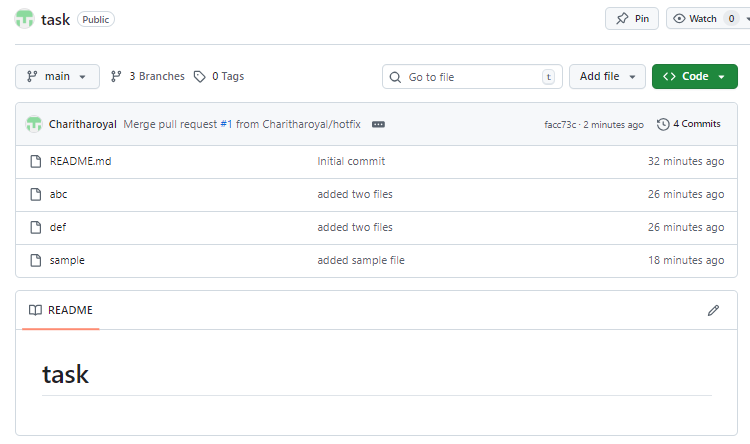 task Public Pin Watch 0
main 3 Branches 0 Tags Go to file t Add file Code
Charitharoyal Merge pull request #1 from Charitharoyal/hotfix facc73c · 2 minutes ago 4 Commits
README.md Initial commit 32 minutes ago
abc added two files 26 minutes ago
def added two files 26 minutes ago
sample added sample file 18 minutes ago
README
task